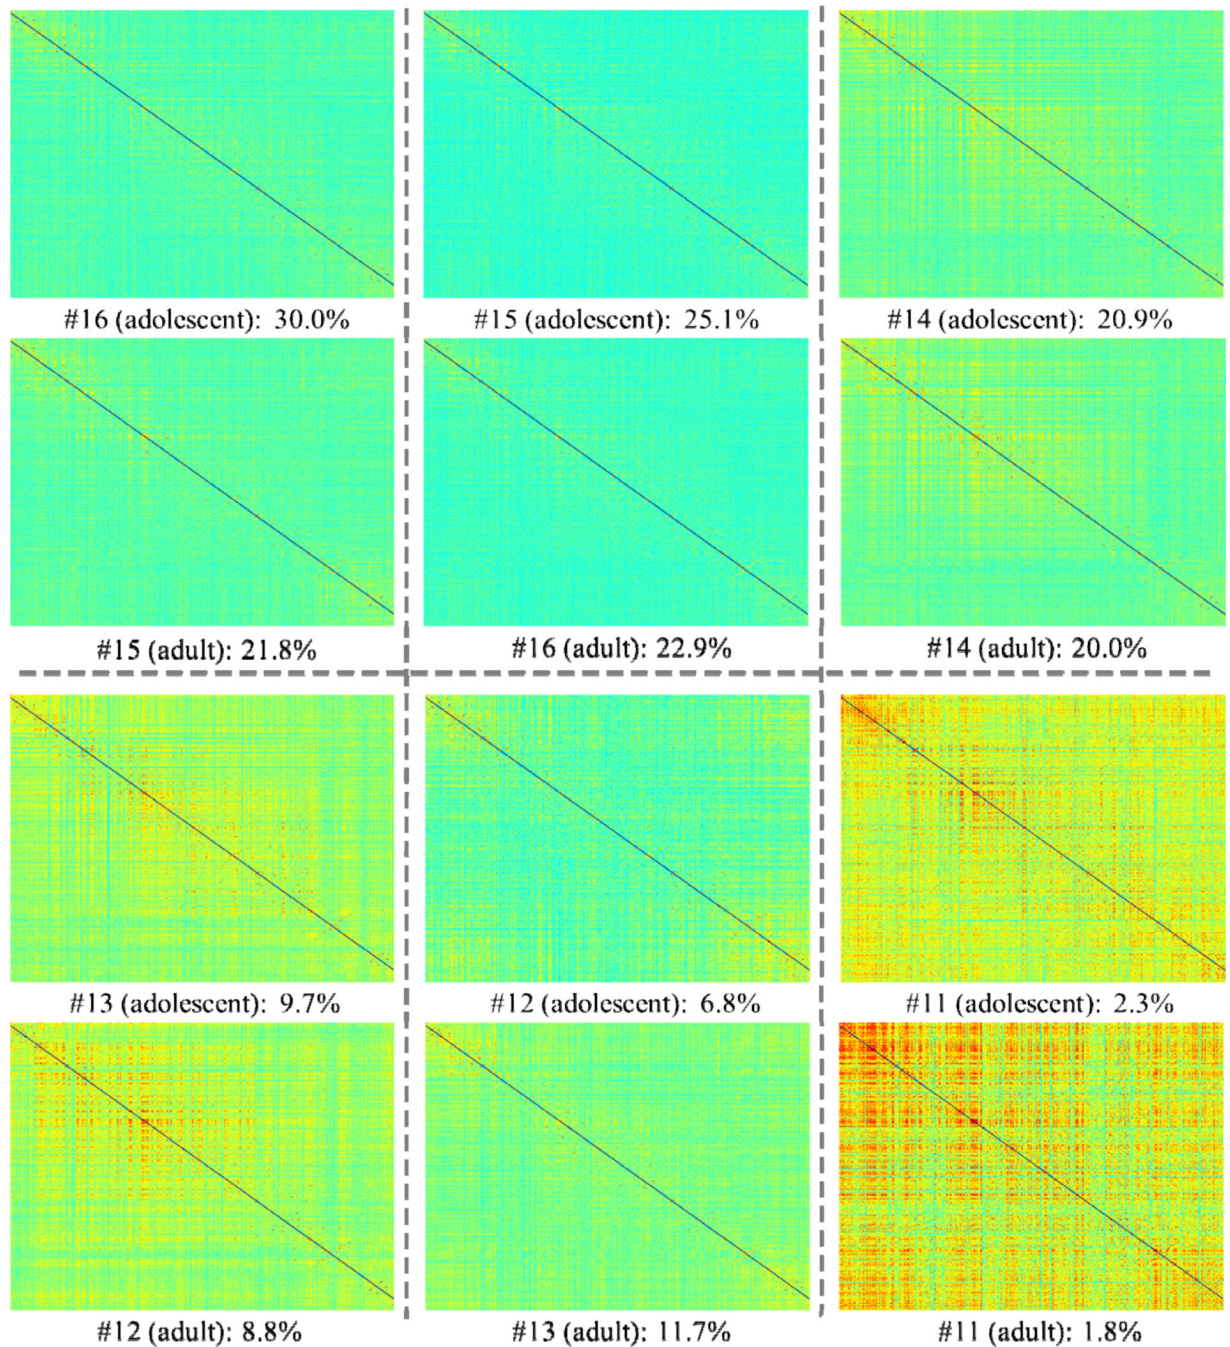 #16 (adolescent): 30.0%
#15 (adolescent): 25.1%
#14 (adolescent): 20.9%
#15 (adult): 21.8%
#16 (adult): 22.9%
#14 (adult): 20.0%
#13 (adolescent): 9.7%
#12 (adolescent): 6.8%
#11 (adolescent): 2.3%
#12 (adult): 8.8%
#13 (adult): 11.7%
#11 (adult): 1.8%